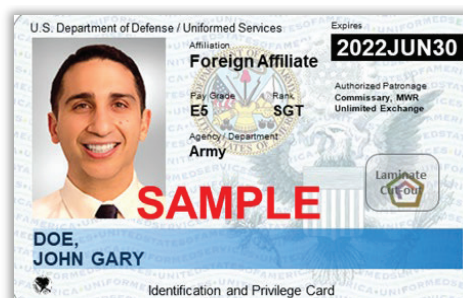 U.S. Department of Defense / Uniformed Services
Expires
2022JUN30
Affiliation
Foreign Affiliate
Authorized Patronage
Commissary, MWR
Unlimited Exchange
Pay Grade
Rank
E5
SGT
Agency / Department
Army
Laminate
Cut-out
SAMPLE
DOE,
JOHN GARY
Identification and Privilege Card